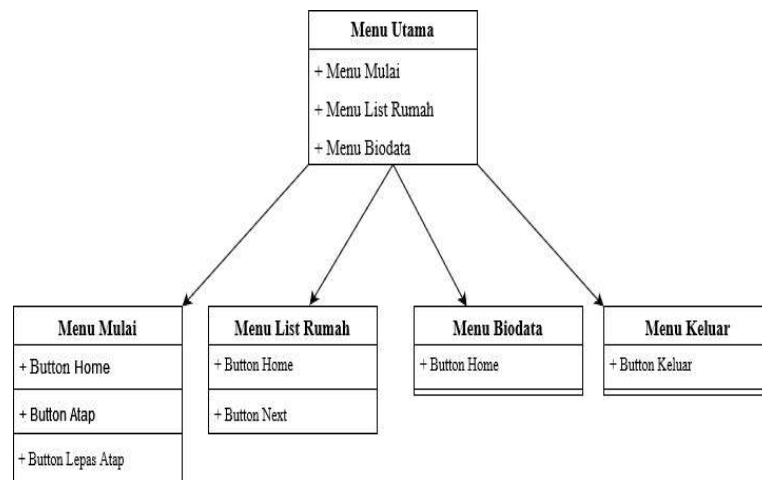 Menu Utama
+ Menu Mulai
+ Menu List Rumah
+ Menu Biodata
Menu Mulai
+ Button Home
+ Button Atap
+ Button Lepas Atap
Menu List Rumah
+ Button Home
+ Button Next
Menu Biodata
+ Button Home
Menu Keluar
+ Button Keluar